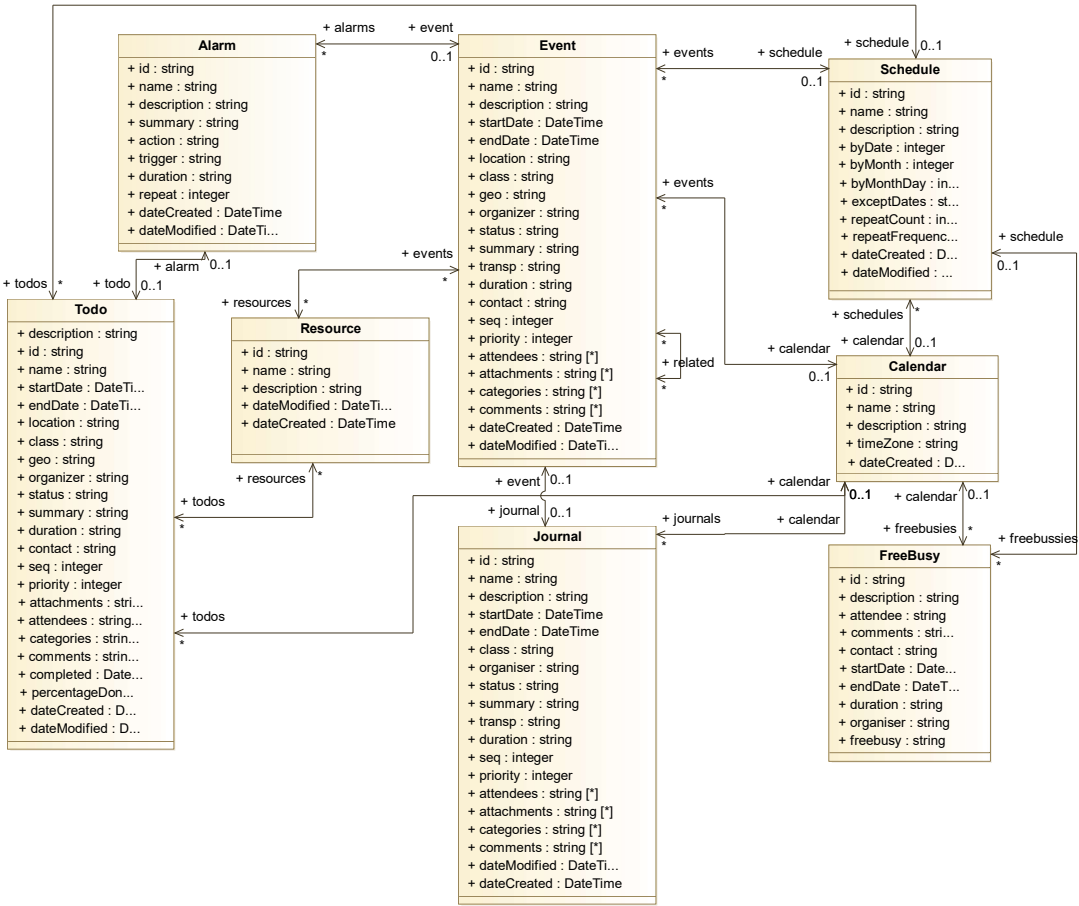 + alarms
+ event
*
0..1
+ schedule
0..1
+ events
+ schedule
*
0..1
Alarm
+ id : string
+ name : string
+ description : string
+ summary : string
+ action : string
+ trigger : string
+ duration : string
+ repeat : integer
+ dateCreated : DateTime
+ dateModified : DateTi...
Event
+ id : string
+ name : string
+ description : string
+ startDate : DateTime
+ endDate : DateTime
+ location : string
+ class : string
+ geo : string
+ organizer : string
+ status : string
+ summary : string
+ transp : string
+ duration : string
+ contact : string
+ seq : integer
+ priority : integer
+ attendees : string [*]
+ attachments : string [*]
+ categories : string [*]
+ comments : string [*]
+ dateCreated : DateTime
+ dateModified : DateTi...
Schedule
+ id : string
+ name : string
+ description : string
+ byDate : integer
+ byMonth : integer
+ byMonthDay : in...
+ exceptDates : st...
+ repeatCount : in...
+ repeatFrequenc...
+ dateCreated : D...
+ dateModified : ...
+ events
*
+ schedule
0..1
+ alarm
0..1
+ todos
*
+ todo
0..1
+ events
*
+ resources
*
*
+ related
*
+ schedules
*
+ calendar
0..1
+ calendar
0..1
Todo
+ description : string
+ id : string
+ name : string
+ startDate : DateTi...
+ endDate : DateTi...
+ location : string
+ class : string
+ geo : string
+ organizer : string
+ status : string
+ summary : string
+ duration : string
+ contact : string
+ seq : integer
+ priority : integer
+ attachments : stri...
+ attendees : string...
+ categories : strin...
+ comments : strin...
+ completed : Date...
+ percentageDon...
+ dateCreated : D...
+ dateModified : D...
Resource
+ id : string
+ name : string
+ description : string
+ dateModified : DateTi...
+ dateCreated : DateTime
Calendar
+ id : string
+ name : string
+ description : string
+ timeZone : string
+ dateCreated : D...
+ resources
*
+ todos
*
+ event
0..1
+ journal
0..1
+ calendar
0..1
+ calendar
0..1
+ journals
*
+ calendar
+ freebusies
*
+ freebussies
*
+ todos
*
Journal
+ id : string
+ name : string
+ description : string
+ startDate : DateTime
+ endDate : DateTime
+ class : string
+ organiser : string
+ status : string
+ summary : string
+ transp : string
+ duration : string
+ seq : integer
+ priority : integer
+ attendees : string [*]
+ attachments : string [*]
+ categories : string [*]
+ comments : string [*]
+ dateModified : DateTi...
+ dateCreated : DateTime
FreeBusy
+ id : string
+ description : string
+ attendee : string
+ comments : stri...
+ contact : string
+ startDate : Date...
+ endDate : DateT...
+ duration : string
+ organiser : string
+ freebusy : string